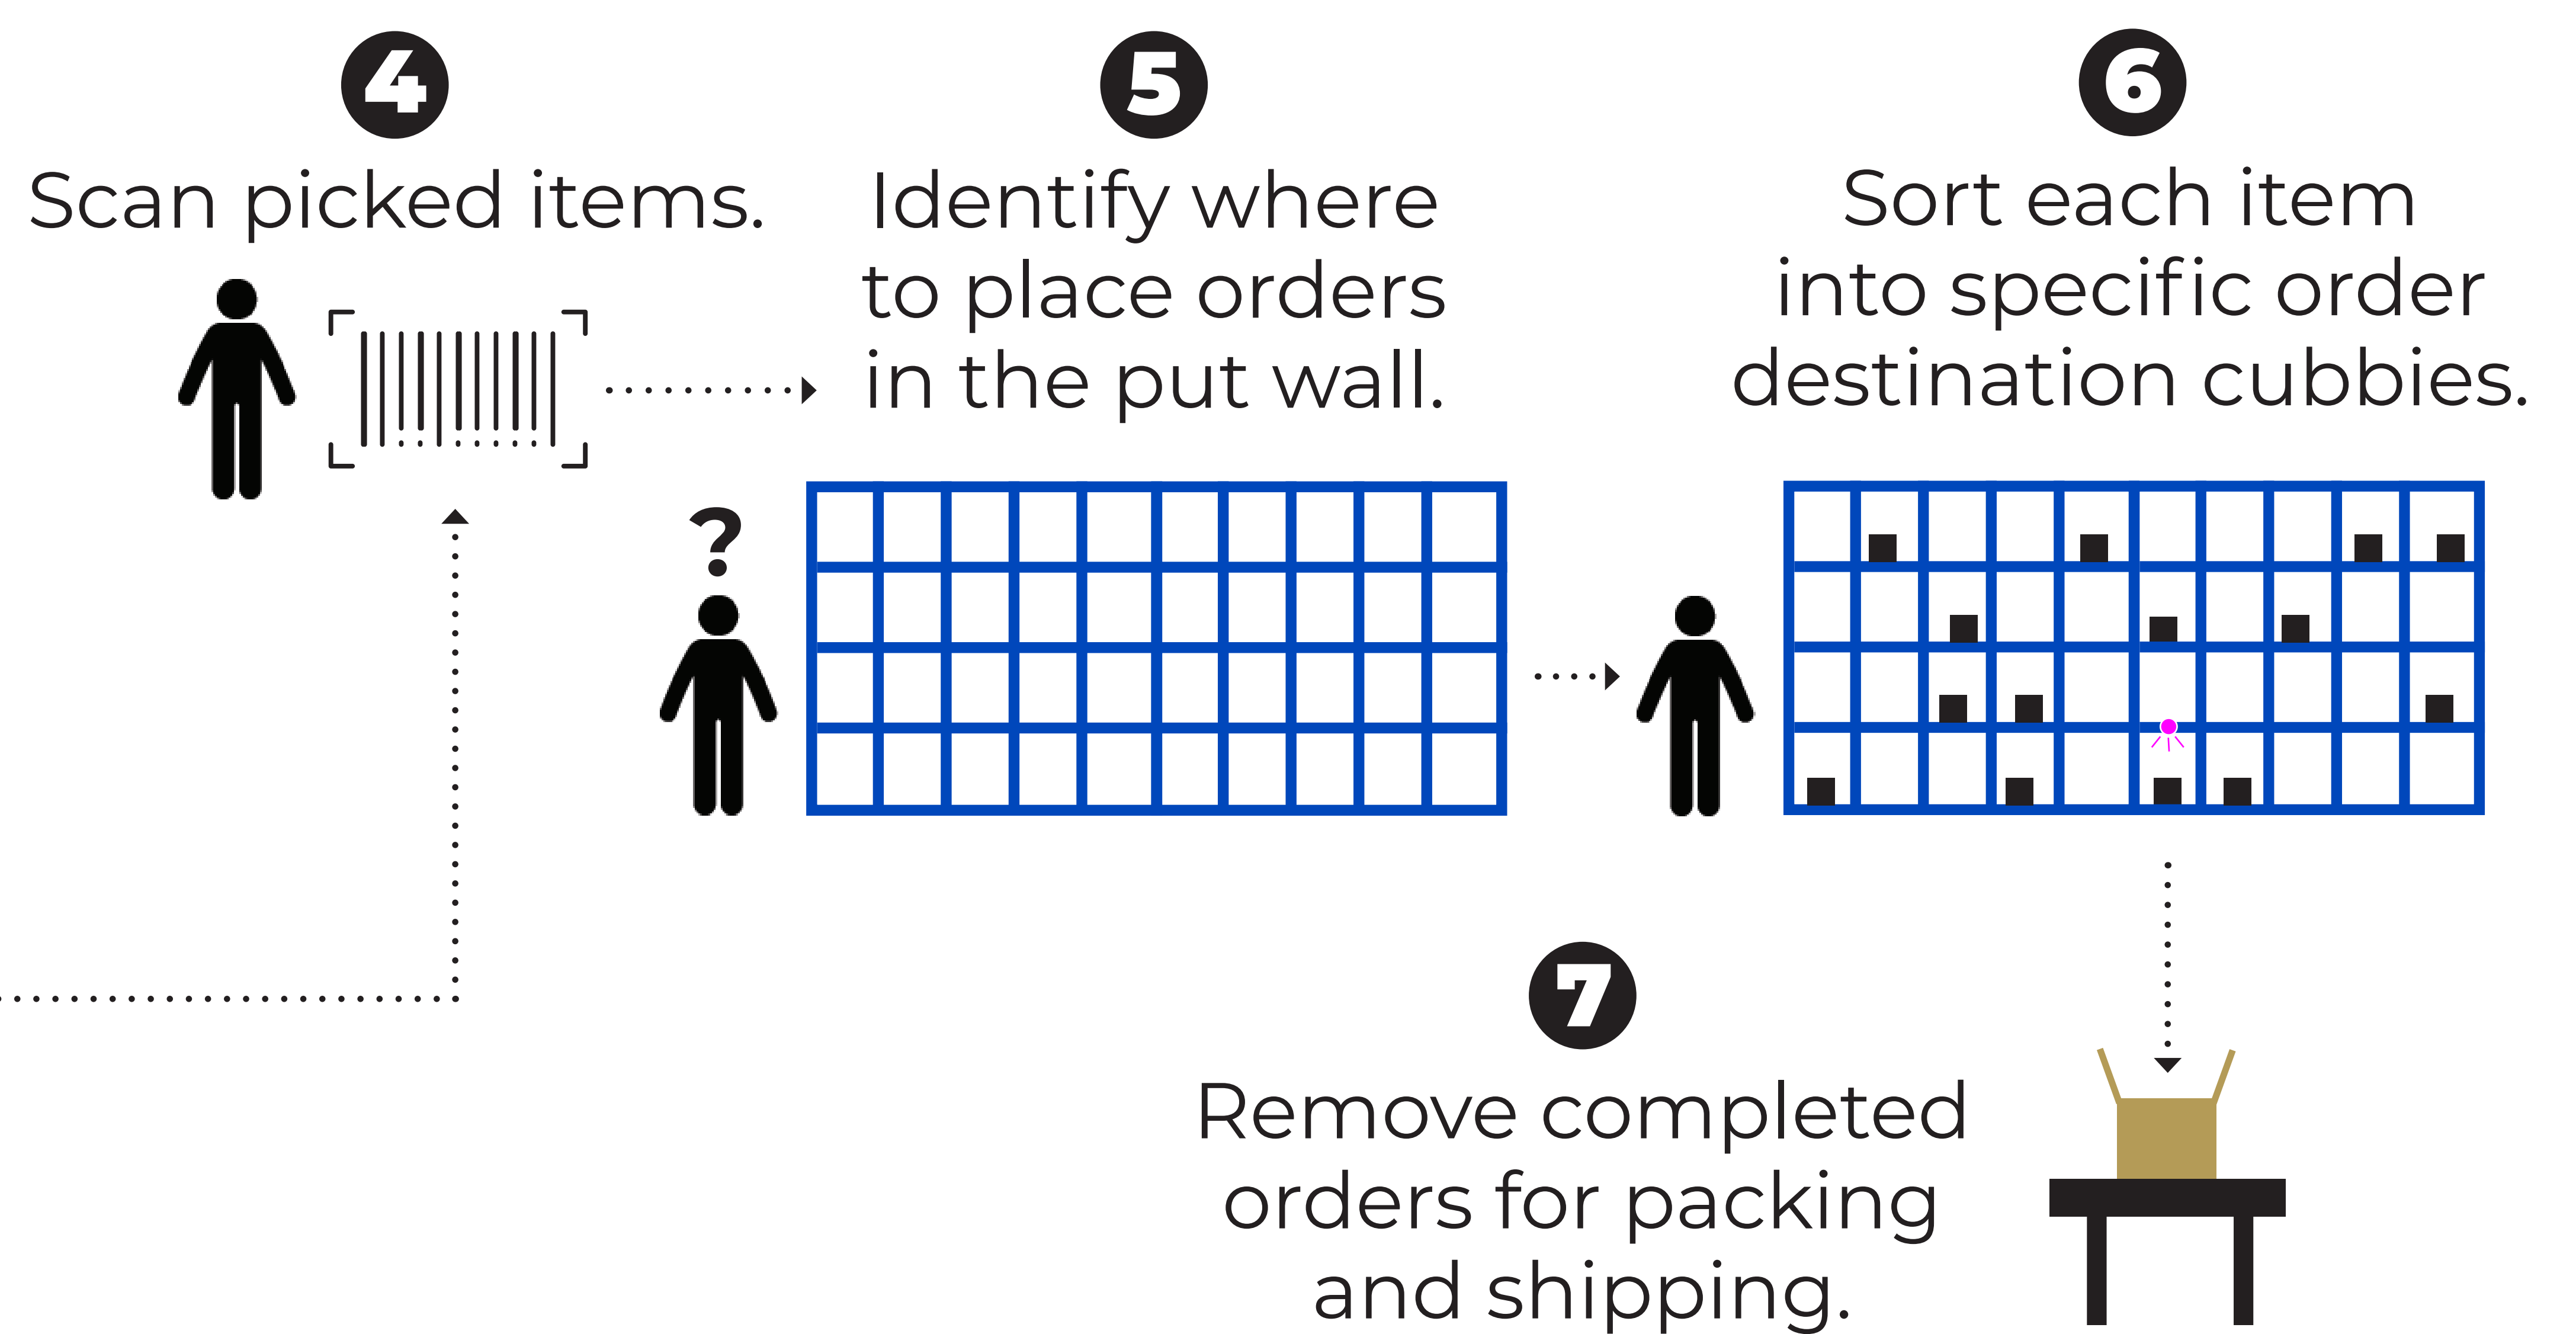 4
Scan picked items.
5
Identify where
to place orders
in the put wall.
?
6
Sort each item
into specific order
destination cubbies.
7
Remove completed
orders for packing
and shipping.